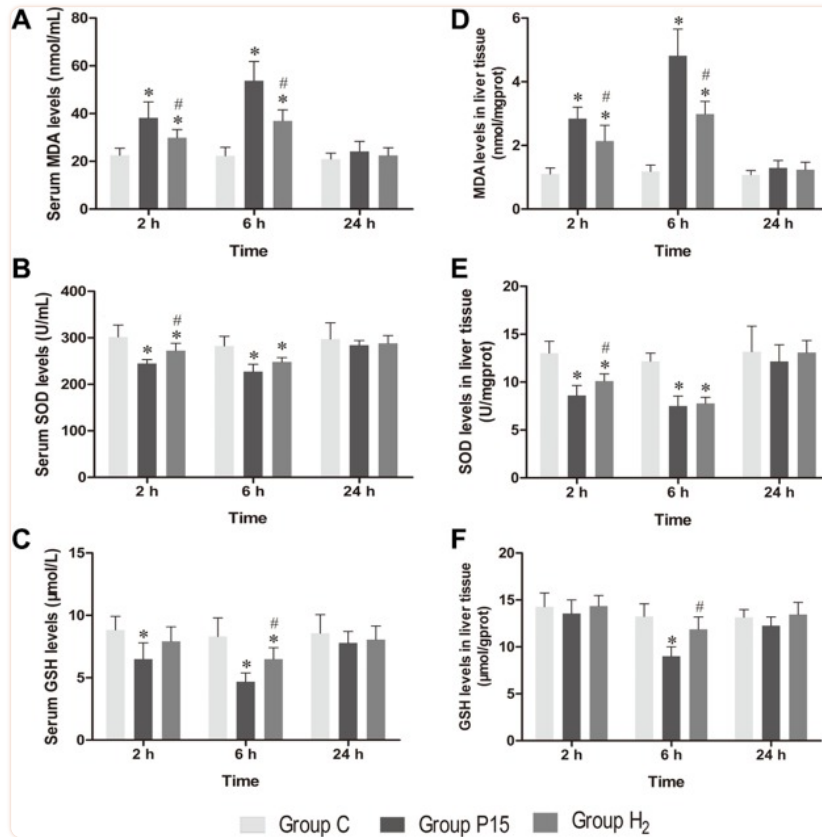 A
Serum MDA levels (nmol/mL)
80
60
40
20
0
*
*
#
*
#
*
2 h
6 h
24 h
Time
D
MDA levels in liver tissue
(nmol/mgprot)
6
4
2
0
*
*
#
*
#
*
2 h
6 h
24 h
Time
B
Serum SOD levels (U/mL)
400
300
200
100
0
*
#
*
*
*
2 h
6 h
24 h
Time
E
SOD levels in liver tissue
(U/mgprot)
15
10
5
0
*
#
*
*
*
2 h
6 h
24 h
Time
C
Serum GSH levels (μmol/L)
15
10
5
0
*
*
#
*
2 h
6 h
24 h
Time
F
GSH levels in liver tissue
(μmol/gprot)
20
15
10
5
0
*
#
2 h
6 h
24 h
Time
Group C Group P15 Group H₂